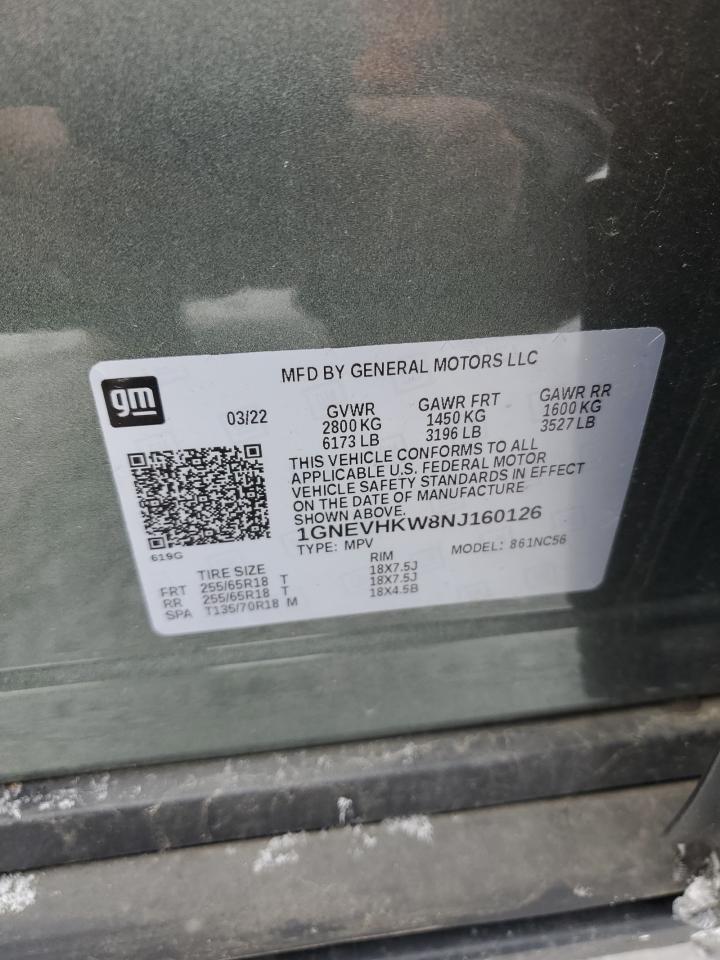 MFD BY GENERAL MOTORS LLC
gm
03/22
GVWR GAWR FRT GAWR RR
2800 KG 1450 KG 1600 KG
6173 LB 3196 LB 3527 LB
THIS VEHICLE CONFORMS TO ALL
APPLICABLE U.S. FEDERAL MOTOR
VEHICLE SAFETY STANDARDS IN EFFECT
ON THE DATE OF MANUFACTURE
SHOWN ABOVE.
619G
1GNEVHKW8NJ160126
TYPE: MPV MODEL: 861NC56
TIRE SIZE RIM
FRT 255/65R18 T 18X7.5J
RR 255/65R18 T 18X7.5J
SPA T135/70R18 M 18X4.5B